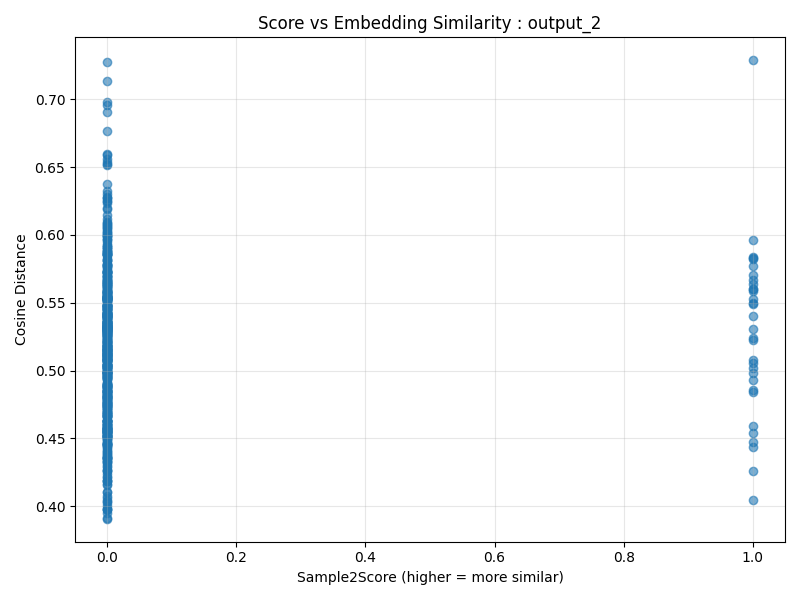 Score vs Embedding Similarity : output_2
Cosine Distance
0.70
0.65
0.60
0.55
0.50
0.45
0.40
0.0 0.2 0.4 0.6 0.8 1.0
Sample2Score (higher = more similar)